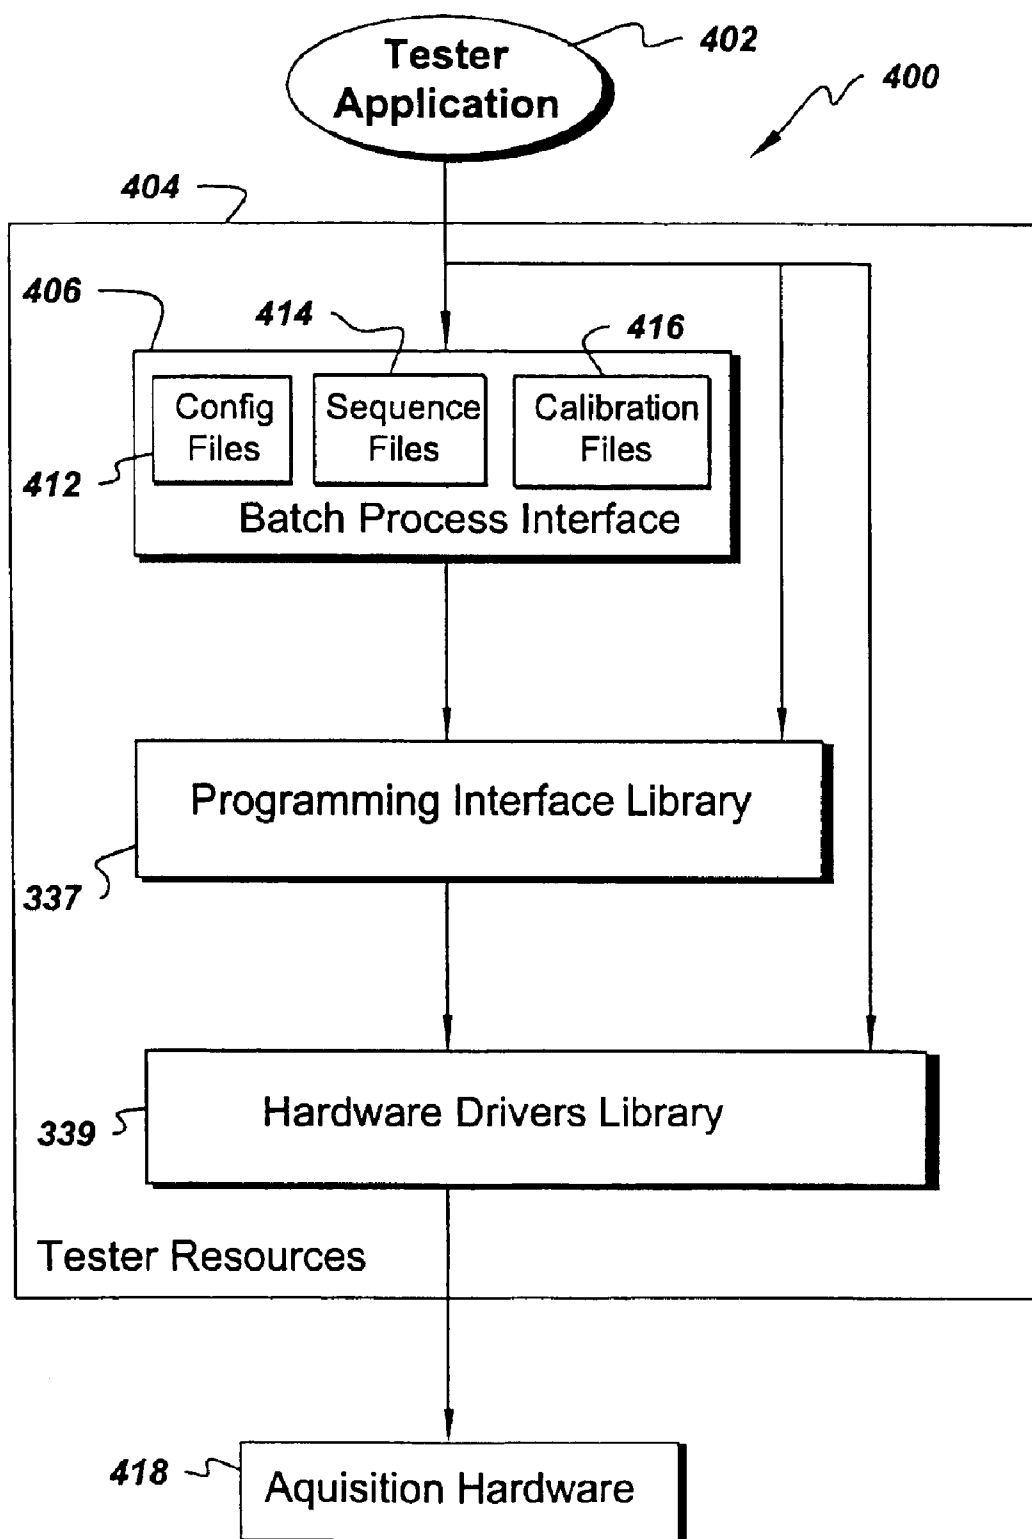 Tester
Application
402
400
404
406
414
416
Config
Files
Sequence
Files
Calibration
Files
412
Batch Process Interface
Programming Interface Library
337
Hardware Drivers Library
339
Tester Resources
418
Aquisition Hardware